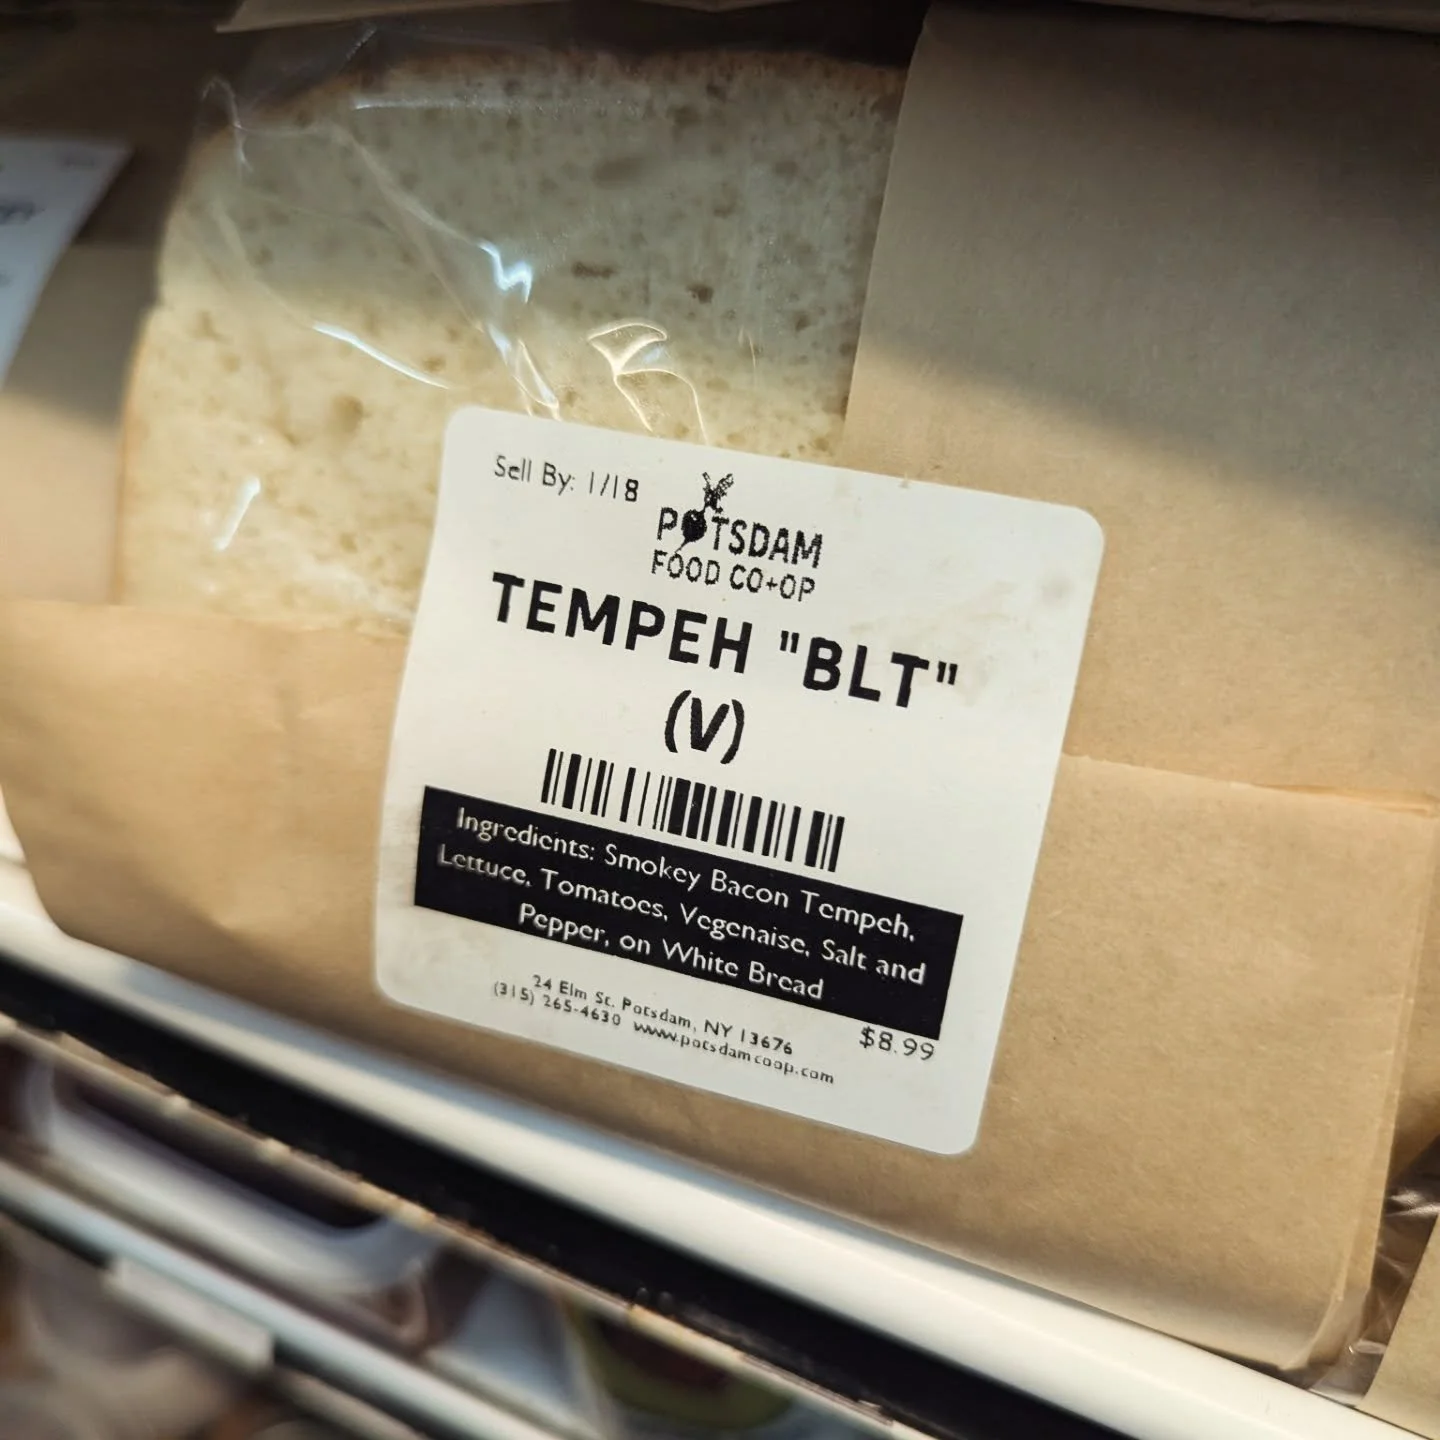 Sell By: 1/18
POTSDAM
FOOD CO+OP
TEMPEH "BLT"
(V)
Ingredients: Smokey Bacon Tempeh,
Lettuce, Tomatoes, Vegenaise, Salt and
Pepper, on White Bread
24 Elm St. Potsdam, NY 13676
(315) 265-4630 www.potsdamcoop.com
$8.99